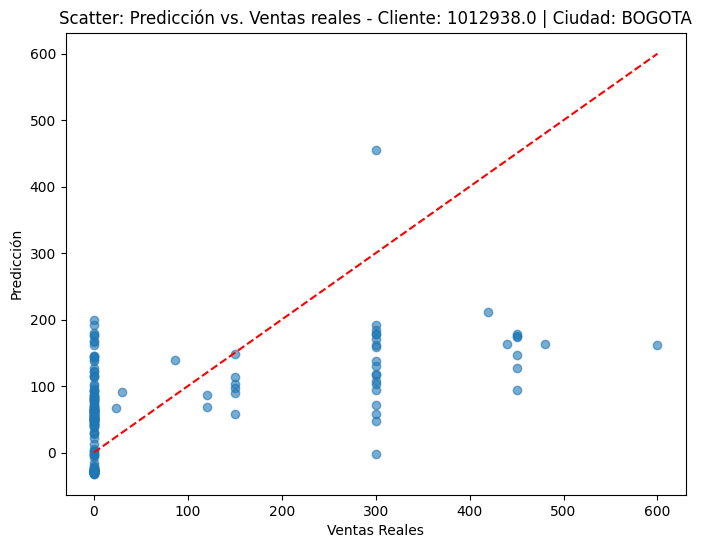 Scatter: Predicción vs. Ventas reales - Cliente: 1012938.0 | Ciudad: BOGOTA
600
500
400
300
200
100
0
Predicción
0 100 200 300 400 500 600
Ventas Reales